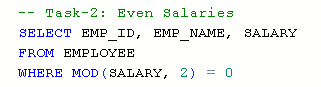 -- Task-2: Even Salaries
SELECT EMP_ID, EMP_NAME, SALARY
FROM EMPLOYEE
WHERE MOD(SALARY, 2) = 0